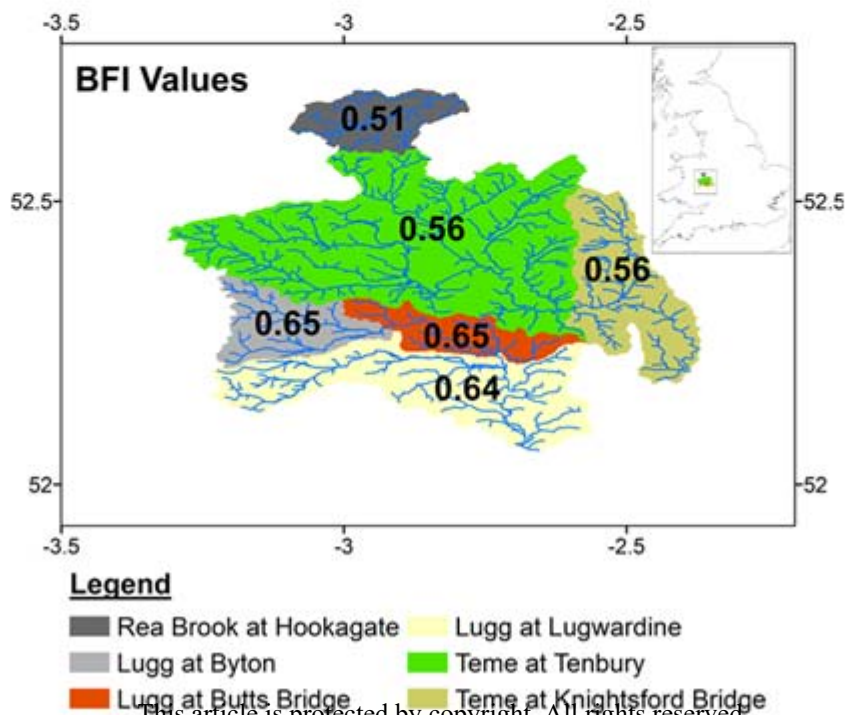 -3.5 -3 -2.5
BFI Values
0.51
52.5 52.5
0.56
0.56
0.65
0.65
0.64
52 52
-3.5 -3 -2.5
Legend
Rea Brook at Hookagate Lugg at Lugwardine
Lugg at Byton Teme at Tenbury
Lugg at Butts Bridge Teme at Knightsford Bridge
This article is protected by copyright. All rights reserved